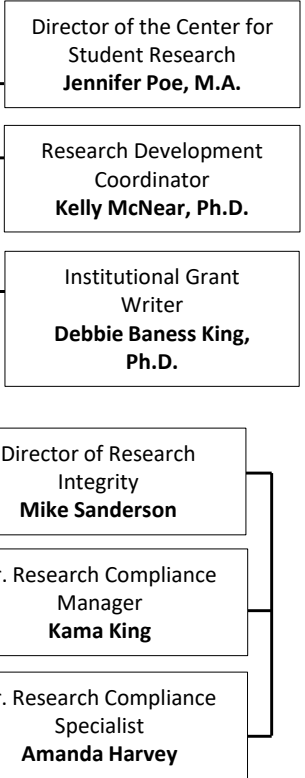 Director of the Center for
Student Research
Jennifer Poe, M.A.
Research Development
Coordinator
Kelly McNear, Ph.D.
Institutional Grant
Writer
Debbie Baness King,
Ph.D.
Director of Research
Integrity
Mike Sanderson
r. Research Compliance
Manager
Kama King
r. Research Compliance
Specialist
Amanda Harvey